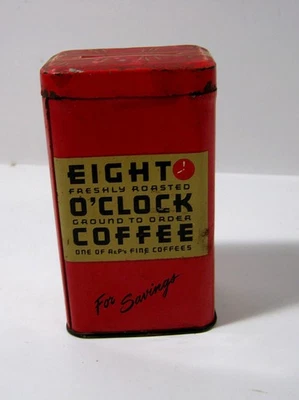 EIGHT
FRESHLY ROASTED
O'CLOCK
GROUND TO ORDER
COFFEE
ONE OF A&P's FINE COFFEES
For Savings